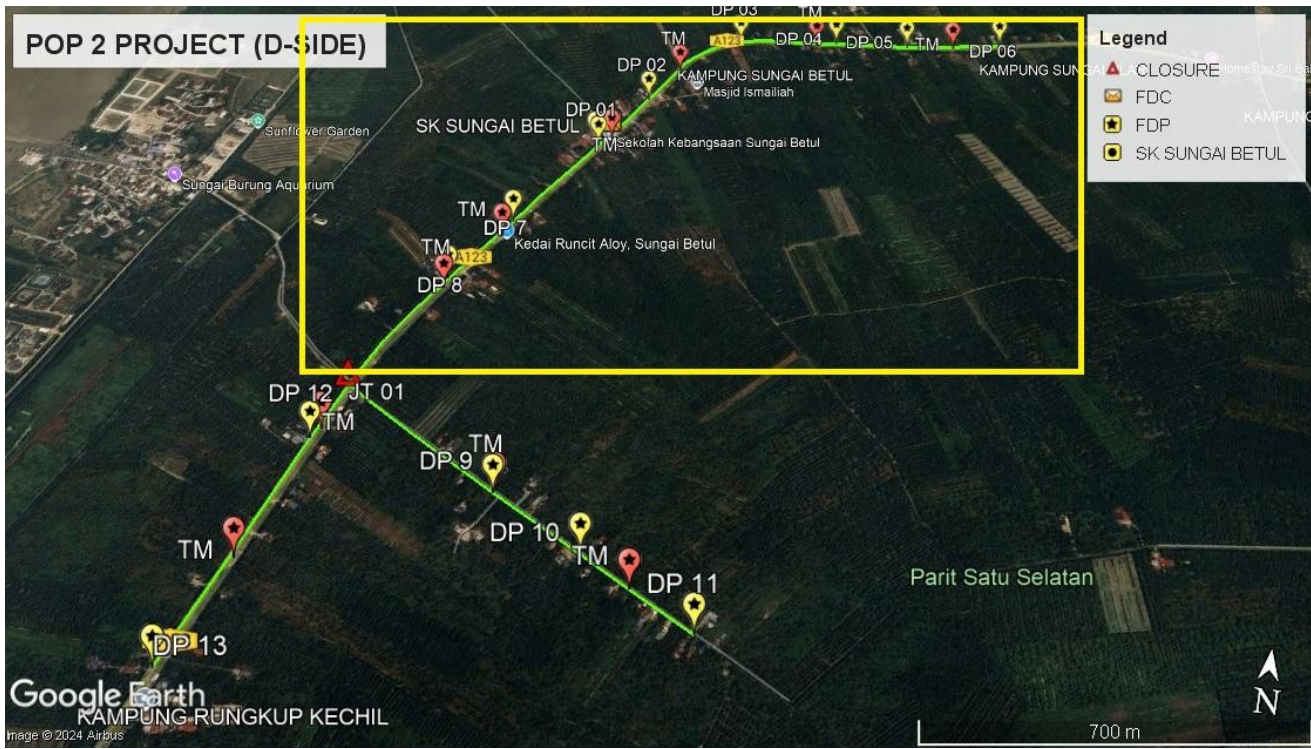 POP 2 PROJECT (D-SIDE)
DP 03
TM
A123
DP 04
DP 05
TM
DP 06
TM
DP 02
KAMPUNG SUNGAI BETUL
Masjid Ismailiah
KAMPUNG SUNGAI
Homestay Sri
KAMPUNG
Legend
CLOSURE
FDC
FDP
SK SUNGAI BETUL
DP 01
SK SUNGAI BETUL
TM
Sekolah Kebangsaan Sungai Betul
Sunflower Garden
Sungai Burung Aquarium
TM
DP 7
Kedai Runcit Aloy, Sungai Betul
TM
A123
DP 8
DP 12
JT 01
TM
TM
DP 9
DP 10
TM
DP 11
TM
Parit Satu Selatan
DP 13
Google Earth
KAMPUNG RUNGKUP KECHIL
Image © 2024 Airbus
N
700 m